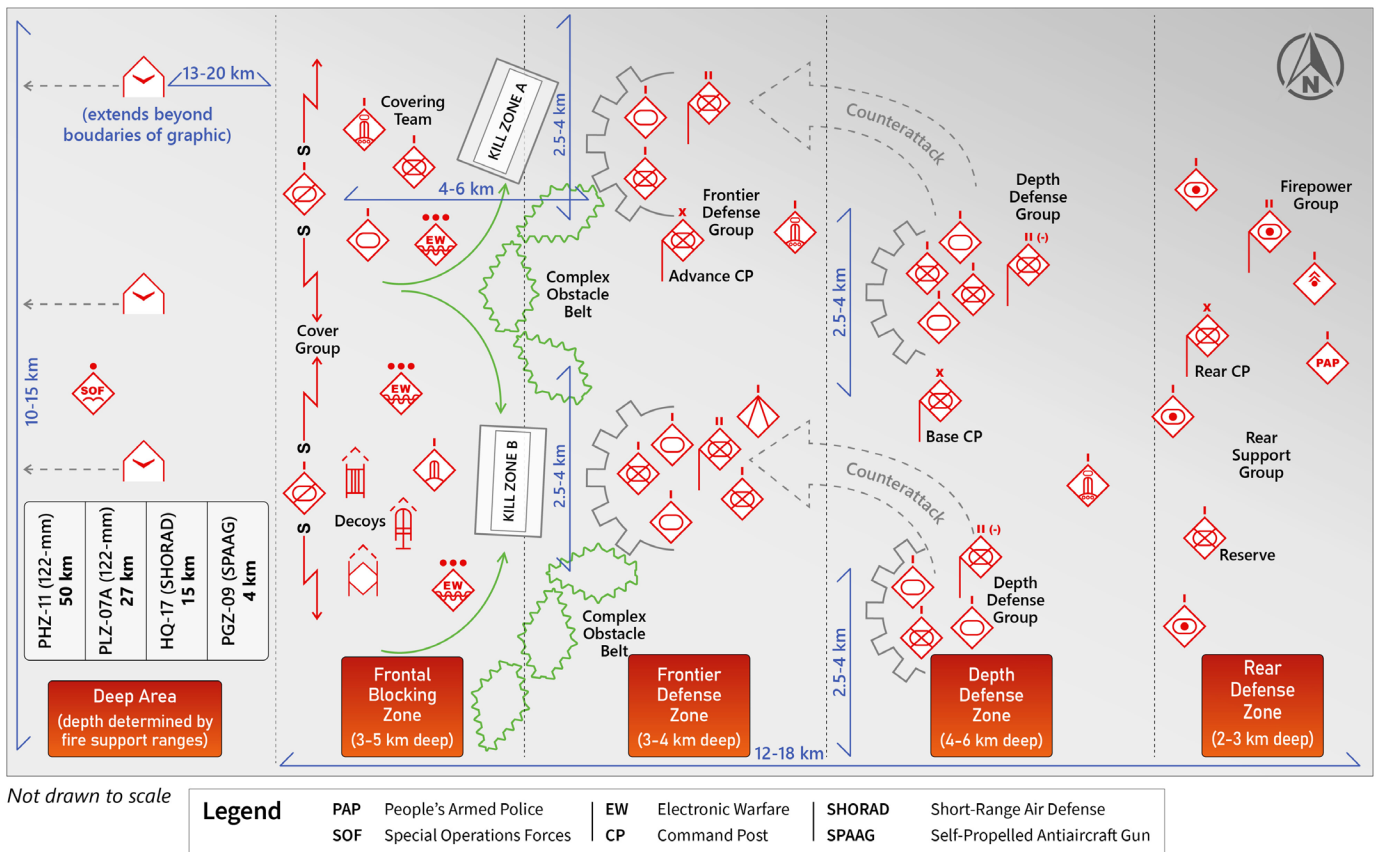 13-20 km
(extends beyond
boudaries of graphic)
10-15 km
SOF
PHZ-11 (122-mm)
50 km
PLZ-07A (122-mm)
27 km
HQ-17 (SHORAD)
15 km
PGZ-09 (SPAAG)
4 km
Deep Area
(depth determined by
fire support ranges)
S
S
Cover
Group
S
S
Covering
Team
4-6 km
EW
EW
EW
Decoys
KILL ZONE A
KILL ZONE B
Frontal
Blocking
Zone
(3-5 km deep)
2.5-4 km
2.5-4 km
Complex
Obstacle
Belt
Complex
Obstacle
Belt
I
I
II
Frontier
Defense
Group
X
Advance CP
Frontier
Defense
Zone
(3-4 km deep)
Counterattack
Counterattack
2.5-4 km
2.5-4 km
Depth
Defense
Group
II (-)
X
Base CP
II (-)
Depth
Defense
Group
Depth
Defense
Zone
(4-6 km deep)
12-18 km
Firepower
Group
II
X
Rear CP
PAP
Rear
Support
Group
Reserve
Rear
Defense
Zone
(2-3 km deep)
N
Not drawn to scale
Legend
PAP People's Armed Police
SOF Special Operations Forces
EW Electronic Warfare
CP Command Post
SHORAD Short-Range Air Defense
SPAAG Self-Propelled Antiaircraft Gun